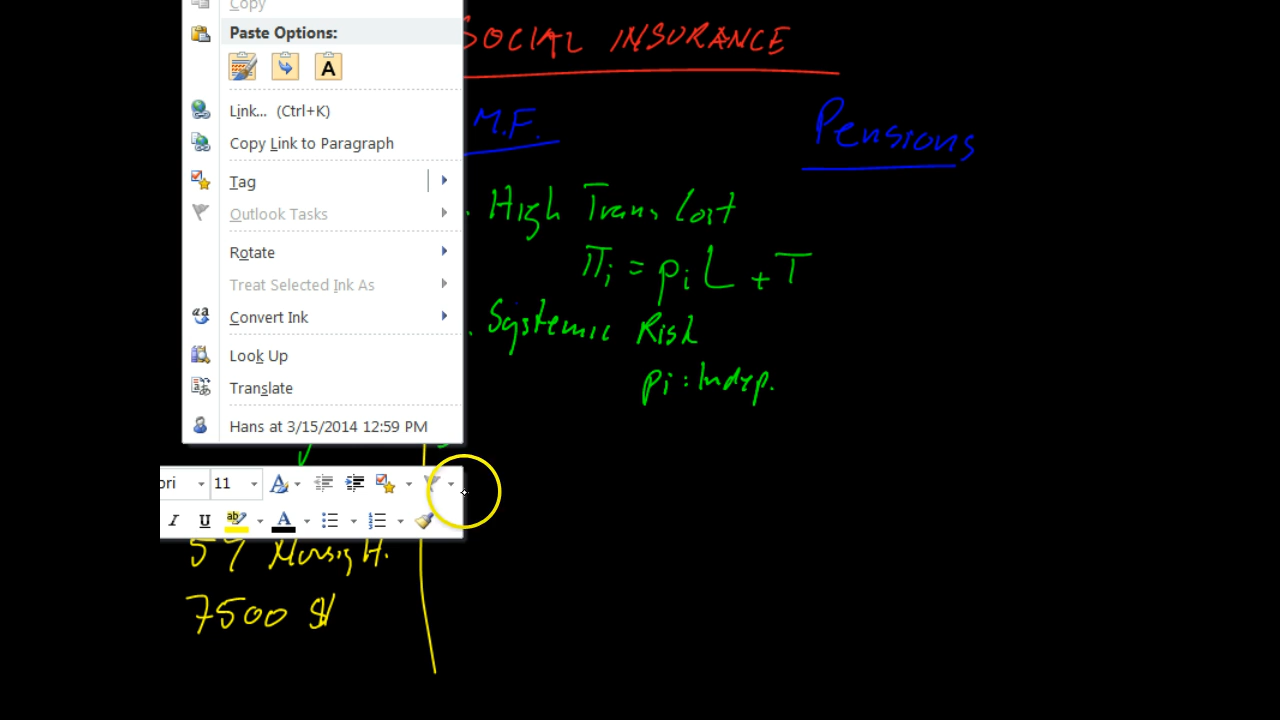 Copy
Paste Options:
Link... (Ctrl+K)
Copy Link to Paragraph
Tag
Outlook Tasks
Rotate
Treat Selected Ink As
Convert Ink
Look Up
Translate
Hans at 3/15/2014 12:59 PM
ori 11
I U
SOCIAL INSURANCE
M.F.
Pensions
. High Trans Cost
πi = pi L + T
. Systemic Risk
pi : Indep.
7500 $